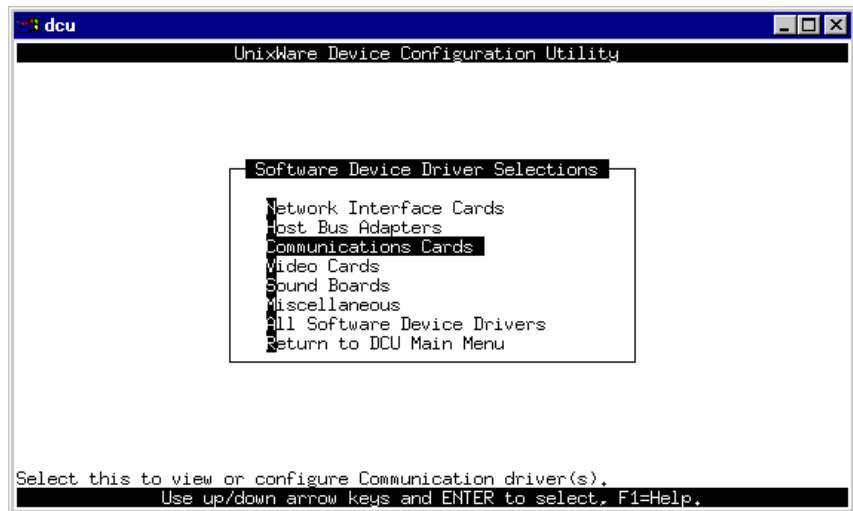 dcu
UnixWare Device Configuration Utility
Software Device Driver Selections
Network Interface Cards
Host Bus Adapters
Communications Cards
Video Cards
Sound Boards
Miscellaneous
All Software Device Drivers
Return to DCU Main Menu
Select this to view or configure Communication driver(s).
Use up/down arrow keys and ENTER to select, F1=Help.